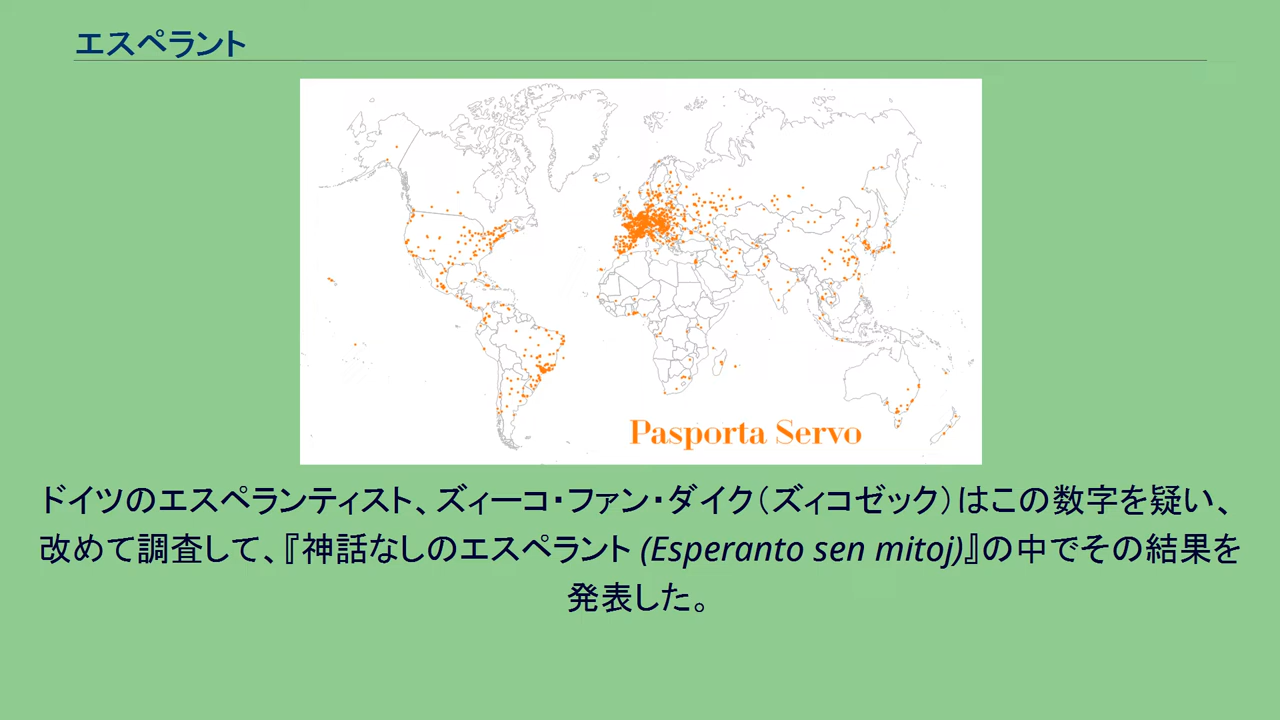 エスペラント
Pasporta Servo
ドイツのエスペランティスト、ズィーコ・ファン・ダイク（ズィコゼック）はこの数字を疑い、
改めて調査して、『神話なしのエスペラント (Esperanto sen mitoj)』の中でその結果を
発表した。